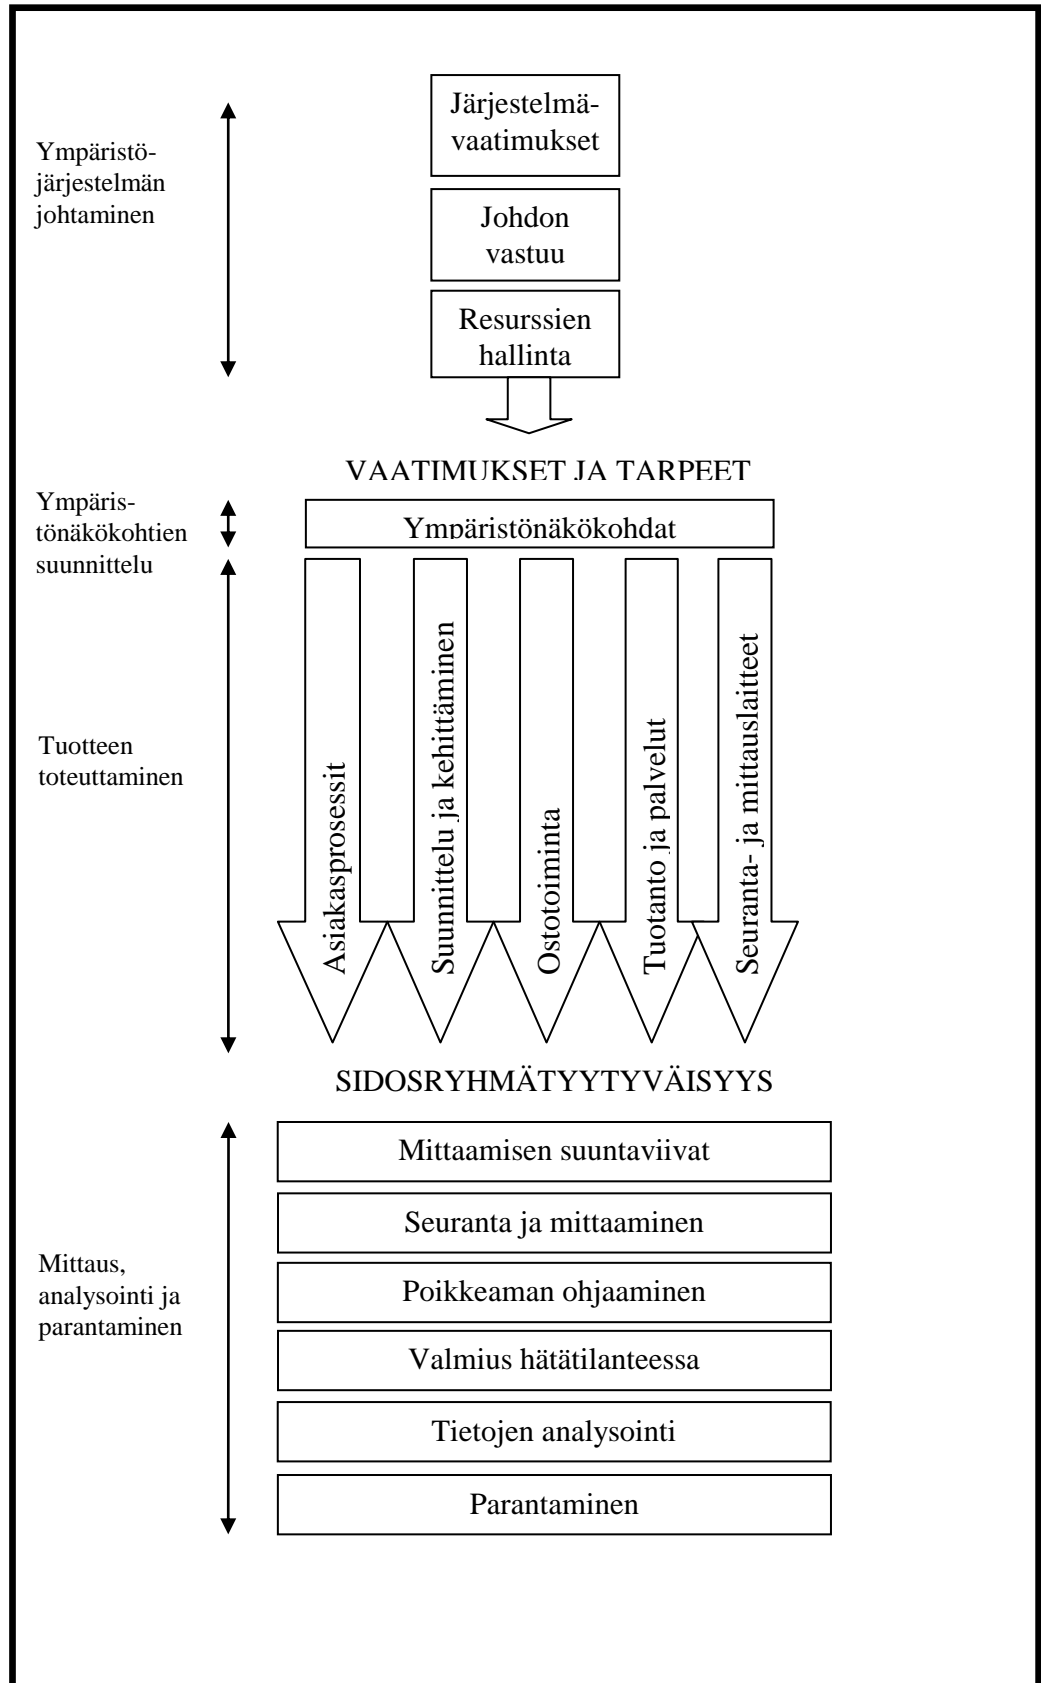 Ympäristö-
järjestelmän
johtaminen
Järjestelmä-
vaatimukset
Johdon
vastuu
Resurssien
hallinta
VAATIMUKSET JA TARPEET
Ympäris-
tönäkökohtien
suunnittelu
Ympäristönäkökohdat
Tuotteen
toteuttaminen
Asiakasprosessit
Suunnittelu ja kehittäminen
Ostotoiminta
Tuotanto ja palvelut
Seuranta- ja mittauslaitteet
SIDOSRYHMÄTYYTYVÄISYYS
Mittaus,
analysointi ja
parantaminen
Mittaamisen suuntaviivat
Seuranta ja mittaaminen
Poikkeaman ohjaaminen
Valmius hätätilanteessa
Tietojen analysointi
Parantaminen